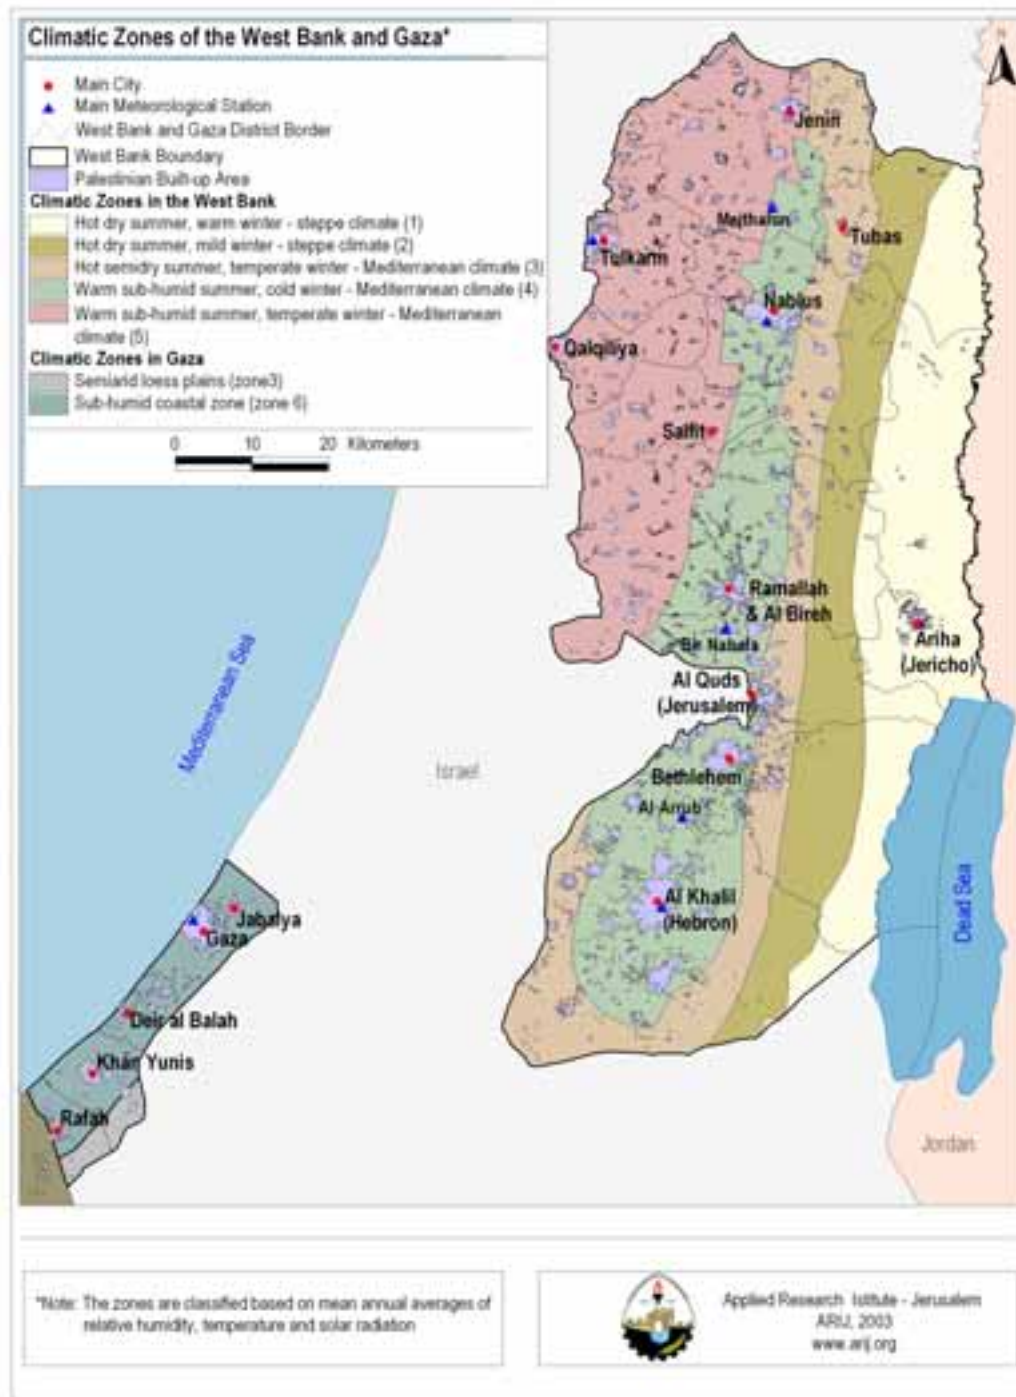 Climatic Zones of the West Bank and Gaza*
Main City
Main Meteorological Station
West Bank and Gaza District Border
West Bank Boundary
Palestinian Built-up Area
Climatic Zones in the West Bank
Hot dry summer, warm winter - steppe climate (1)
Hot dry summer, mild winter - steppe climate (2)
Hot semidry summer, temperate winter - Mediterranean climate (3)
Warm sub-humid summer, cold winter - Mediterranean climate (4)
Warm sub-humid summer, temperate winter - Mediterranean
climate (5)
Climatic Zones in Gaza
Semiarid loess plains (zone3)
Sub-humid coastal zone (zone 6)
0 10 20 Kilometers
Jenin
Meithalun
Tubas
Tulkarm
Nablus
Qalqiliya
Salfit
Ramallah
& Al Bireh
Bir Nabala
Ariha
(Jericho)
Al Quds
(Jerusalem)
Mediterranean Sea
Israel
Bethlehem
Al Arrub
Al Khalil
(Hebron)
Dead Sea
Jabalya
Gaza
Deir al Balah
Khan Yunis
Rafah
Jordan
*Note: The zones are classified based on mean annual averages of
relative humidity, temperature and solar radiation
Applied Research Istitute - Jerusalem
ARIJ, 2003
www.arij.org